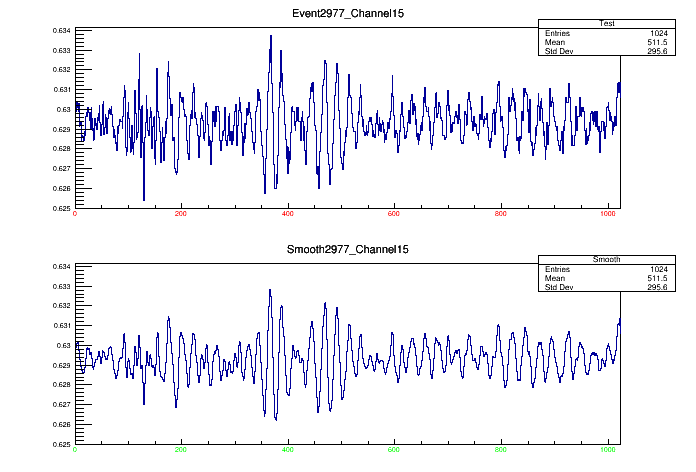 Event2977_Channel15
Test
Entries 1024
Mean 511.5
Std Dev 295.6
0.634
0.633
0.632
0.631
0.63
0.629
0.628
0.627
0.626
0.625
0 200 400 600 800 1000
Smooth2977_Channel15
Smooth
Entries 1024
Mean 511.5
Std Dev 295.6
0.634
0.633
0.632
0.631
0.63
0.629
0.628
0.627
0.626
0.625
0 200 400 600 800 1000